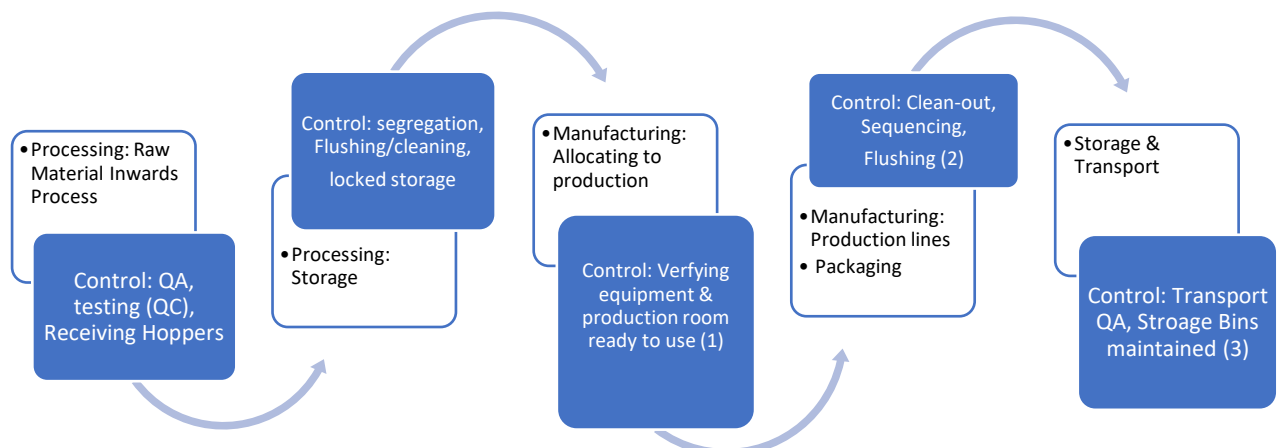 •Processing: Raw
Material Inwards
Process
Control: QA,
testing (QC),
Receiving Hoppers
Control: segregation,
Flushing/cleaning,
locked storage
•Processing:
Storage
•Manufacturing:
Allocating to
production
Control: Verfying
equipment &
production room
ready to use (1)
Control: Clean-out,
Sequencing,
Flushing (2)
•Manufacturing:
Production lines
• Packaging
•Storage &
Transport
Control: Transport
QA, Stroage Bins
maintained (3)